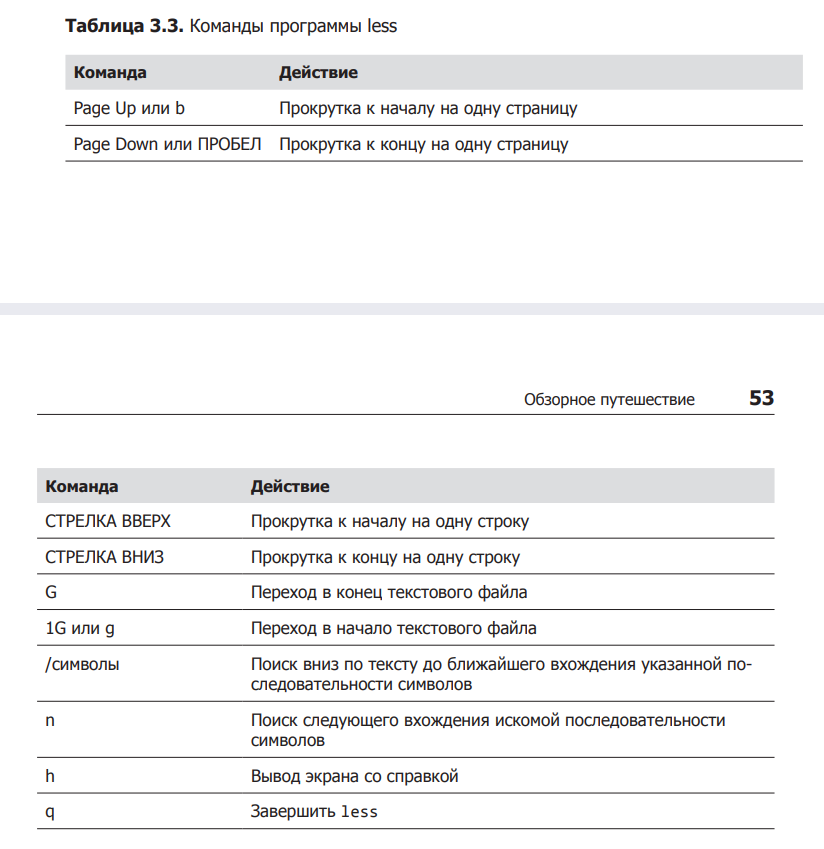 Таблица 3.3. Команды программы less
Команда Действие
Page Up или b Прокрутка к началу на одну страницу
Page Down или ПРОБЕЛ Прокрутка к концу на одну страницу
Обзорное путешествие 53
Команда Действие
СТРЕЛКА ВВЕРХ Прокрутка к началу на одну строку
СТРЕЛКА ВНИЗ Прокрутка к концу на одну строку
G Переход в конец текстового файла
1G или g Переход в начало текстового файла
/символы Поиск вниз по тексту до ближайшего вхождения указанной по-
следовательности символов
n Поиск следующего вхождения искомой последовательности
символов
h Вывод экрана со справкой
q Завершить less